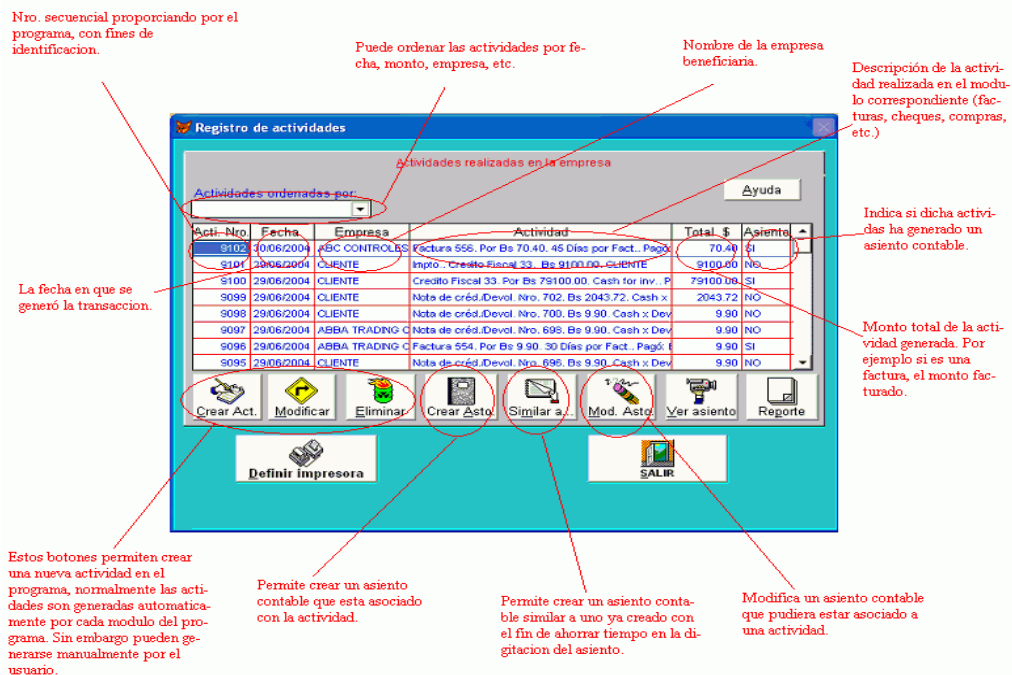 Nro. secuencial proporciando por el
programa, con fines de
identificacion.
Puede ordenar las actividades por fe-
cha, monto, empresa, etc.
Nombre de la empresa
beneficiaria.
Descripción de la activi-
dad realizada en el modu-
lo correspondiente (fac-
turas, cheques, compras,
etc.)
Registro de actividades
Actividades realizadas en la empresa
Actividades ordenadas por:
Ayuda
Acti. Nro. Fecha Empresa Actividad Total $ Asiento
9102 30/06/2004 ABC CONTROLES Factura 556. Por Bs 70.40. 45 Días por Fact.. Pagó 70.40 SI
9101 29/06/2004 CLIENTE Impto.. Credito Fiscal 33.. Bs 9100.00. CLIENTE 9100.00 NO
9100 29/06/2004 CLIENTE Credito Fiscal 33. Por Bs 79100.00. Cash for inv.. P 79100.00 SI
9099 29/06/2004 CLIENTE Nota de créd./Devol. Nro. 702. Bs 2043.72. Cash x 2043.72 NO
9098 29/06/2004 CLIENTE Nota de créd./Devol. Nro. 700. Bs 9.90. Cash x Dev 9.90 NO
9097 29/06/2004 ABBA TRADING C Nota de créd./Devol. Nro. 698. Bs 9.90. Cash x Dev 9.90 NO
9096 29/06/2004 ABBA TRADING C Factura 554. Por Bs 9.90. 30 Días por Fact.. Pagó: 9.90 SI
9095 29/06/2004 CLIENTE Nota de créd./Devol. Nro. 696. Bs 9.90. Cash x Dev 9.90 NO
Indica si dicha activi-
das ha generado un
asiento contable.
La fecha en que se
generó la transaccion.
Monto total de la acti-
vidad generada. Por
ejemplo si es una
factura, el monto fac-
turado.
Crear Act. Modificar Eliminar Crear Asto. Similar a... Mod. Asto. Ver asiento Reporte
Definir impresora
SALIR
Estos botones permiten crear
una nueva actividad en el
programa, normalmente las acti-
dades son generadas automatica-
mente por cada modulo del pro-
grama. Sin embargo pueden ge-
nerarse manualmente por el
usuario.
Permite crear un asiento
contable que esta asociado
con la actividad.
Permite crear un asiento conta-
ble similar a uno ya creado con
el fin de ahorrar tiempo en la di-
gitacion del asiento.
Modifica un asiento contable
que pudiera estar asociado a
una actividad.